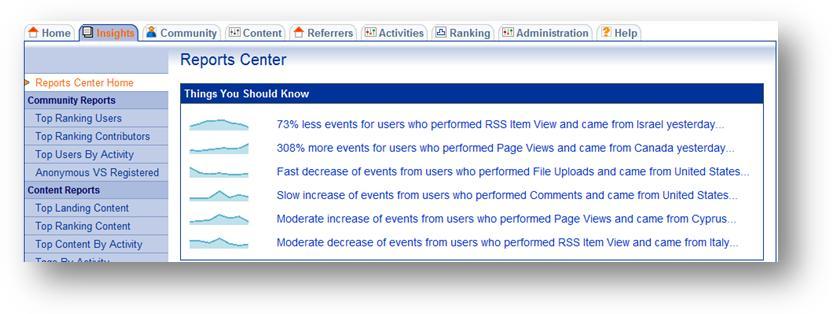 Home Insights Community Content Referrers Activities Ranking Administration Help
Reports Center
Reports Center Home
Community Reports
Top Ranking Users
Top Ranking Contributors
Top Users By Activity
Anonymous VS Registered
Content Reports
Top Landing Content
Top Ranking Content
Top Content By Activity
Tags By Activity
Things You Should Know
73% less events for users who performed RSS Item View and came from Israel yesterday...
308% more events for users who performed Page Views and came from Canada yesterday...
Fast decrease of events from users who performed File Uploads and came from United States...
Slow increase of events from users who performed Comments and came from United States...
Moderate increase of events from users who performed Page Views and came from Cyprus...
Moderate decrease of events from users who performed RSS Item View and came from Italy...